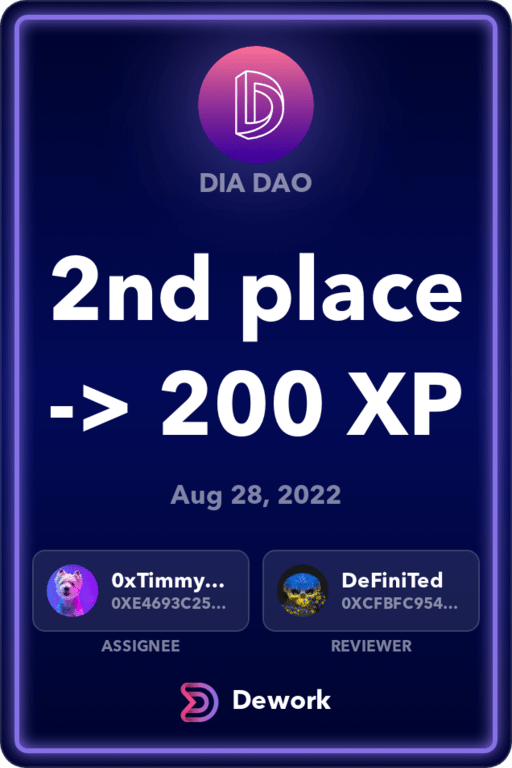 DIA DAO
2nd place
-> 200 XP
Aug 28, 2022
0xTimmy...
0XE4693C25...
DeFiniTed
0XCFBFC954...
ASSIGNEE
REVIEWER
Dework